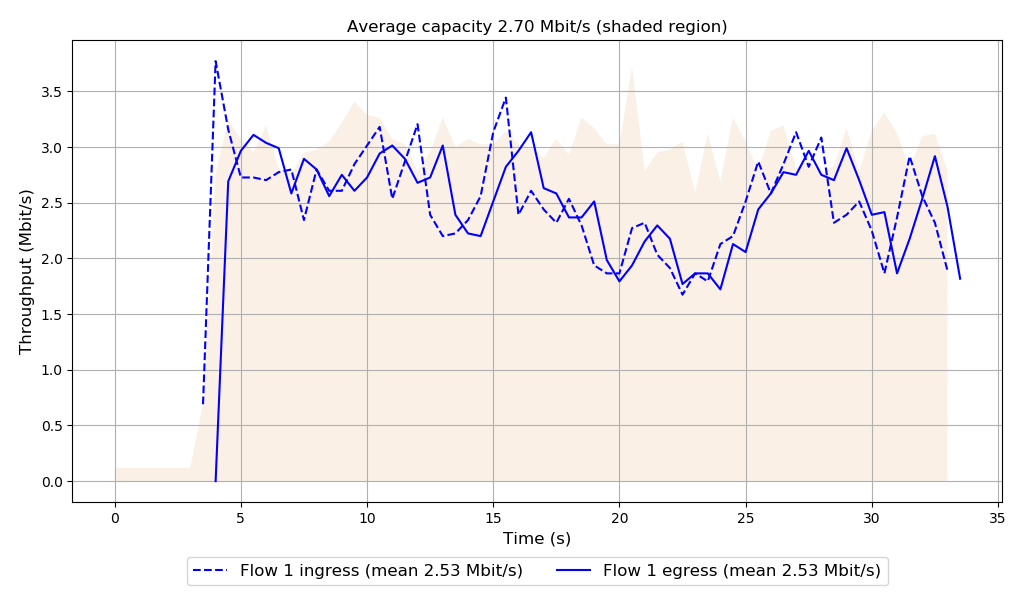 Average capacity 2.70 Mbit/s (shaded region)
Throughput (Mbit/s)
3.5
3.0
2.5
2.0
1.5
1.0
0.5
0.0
0 5 10 15 20 25 30 35
Time (s)
Flow 1 ingress (mean 2.53 Mbit/s) Flow 1 egress (mean 2.53 Mbit/s)